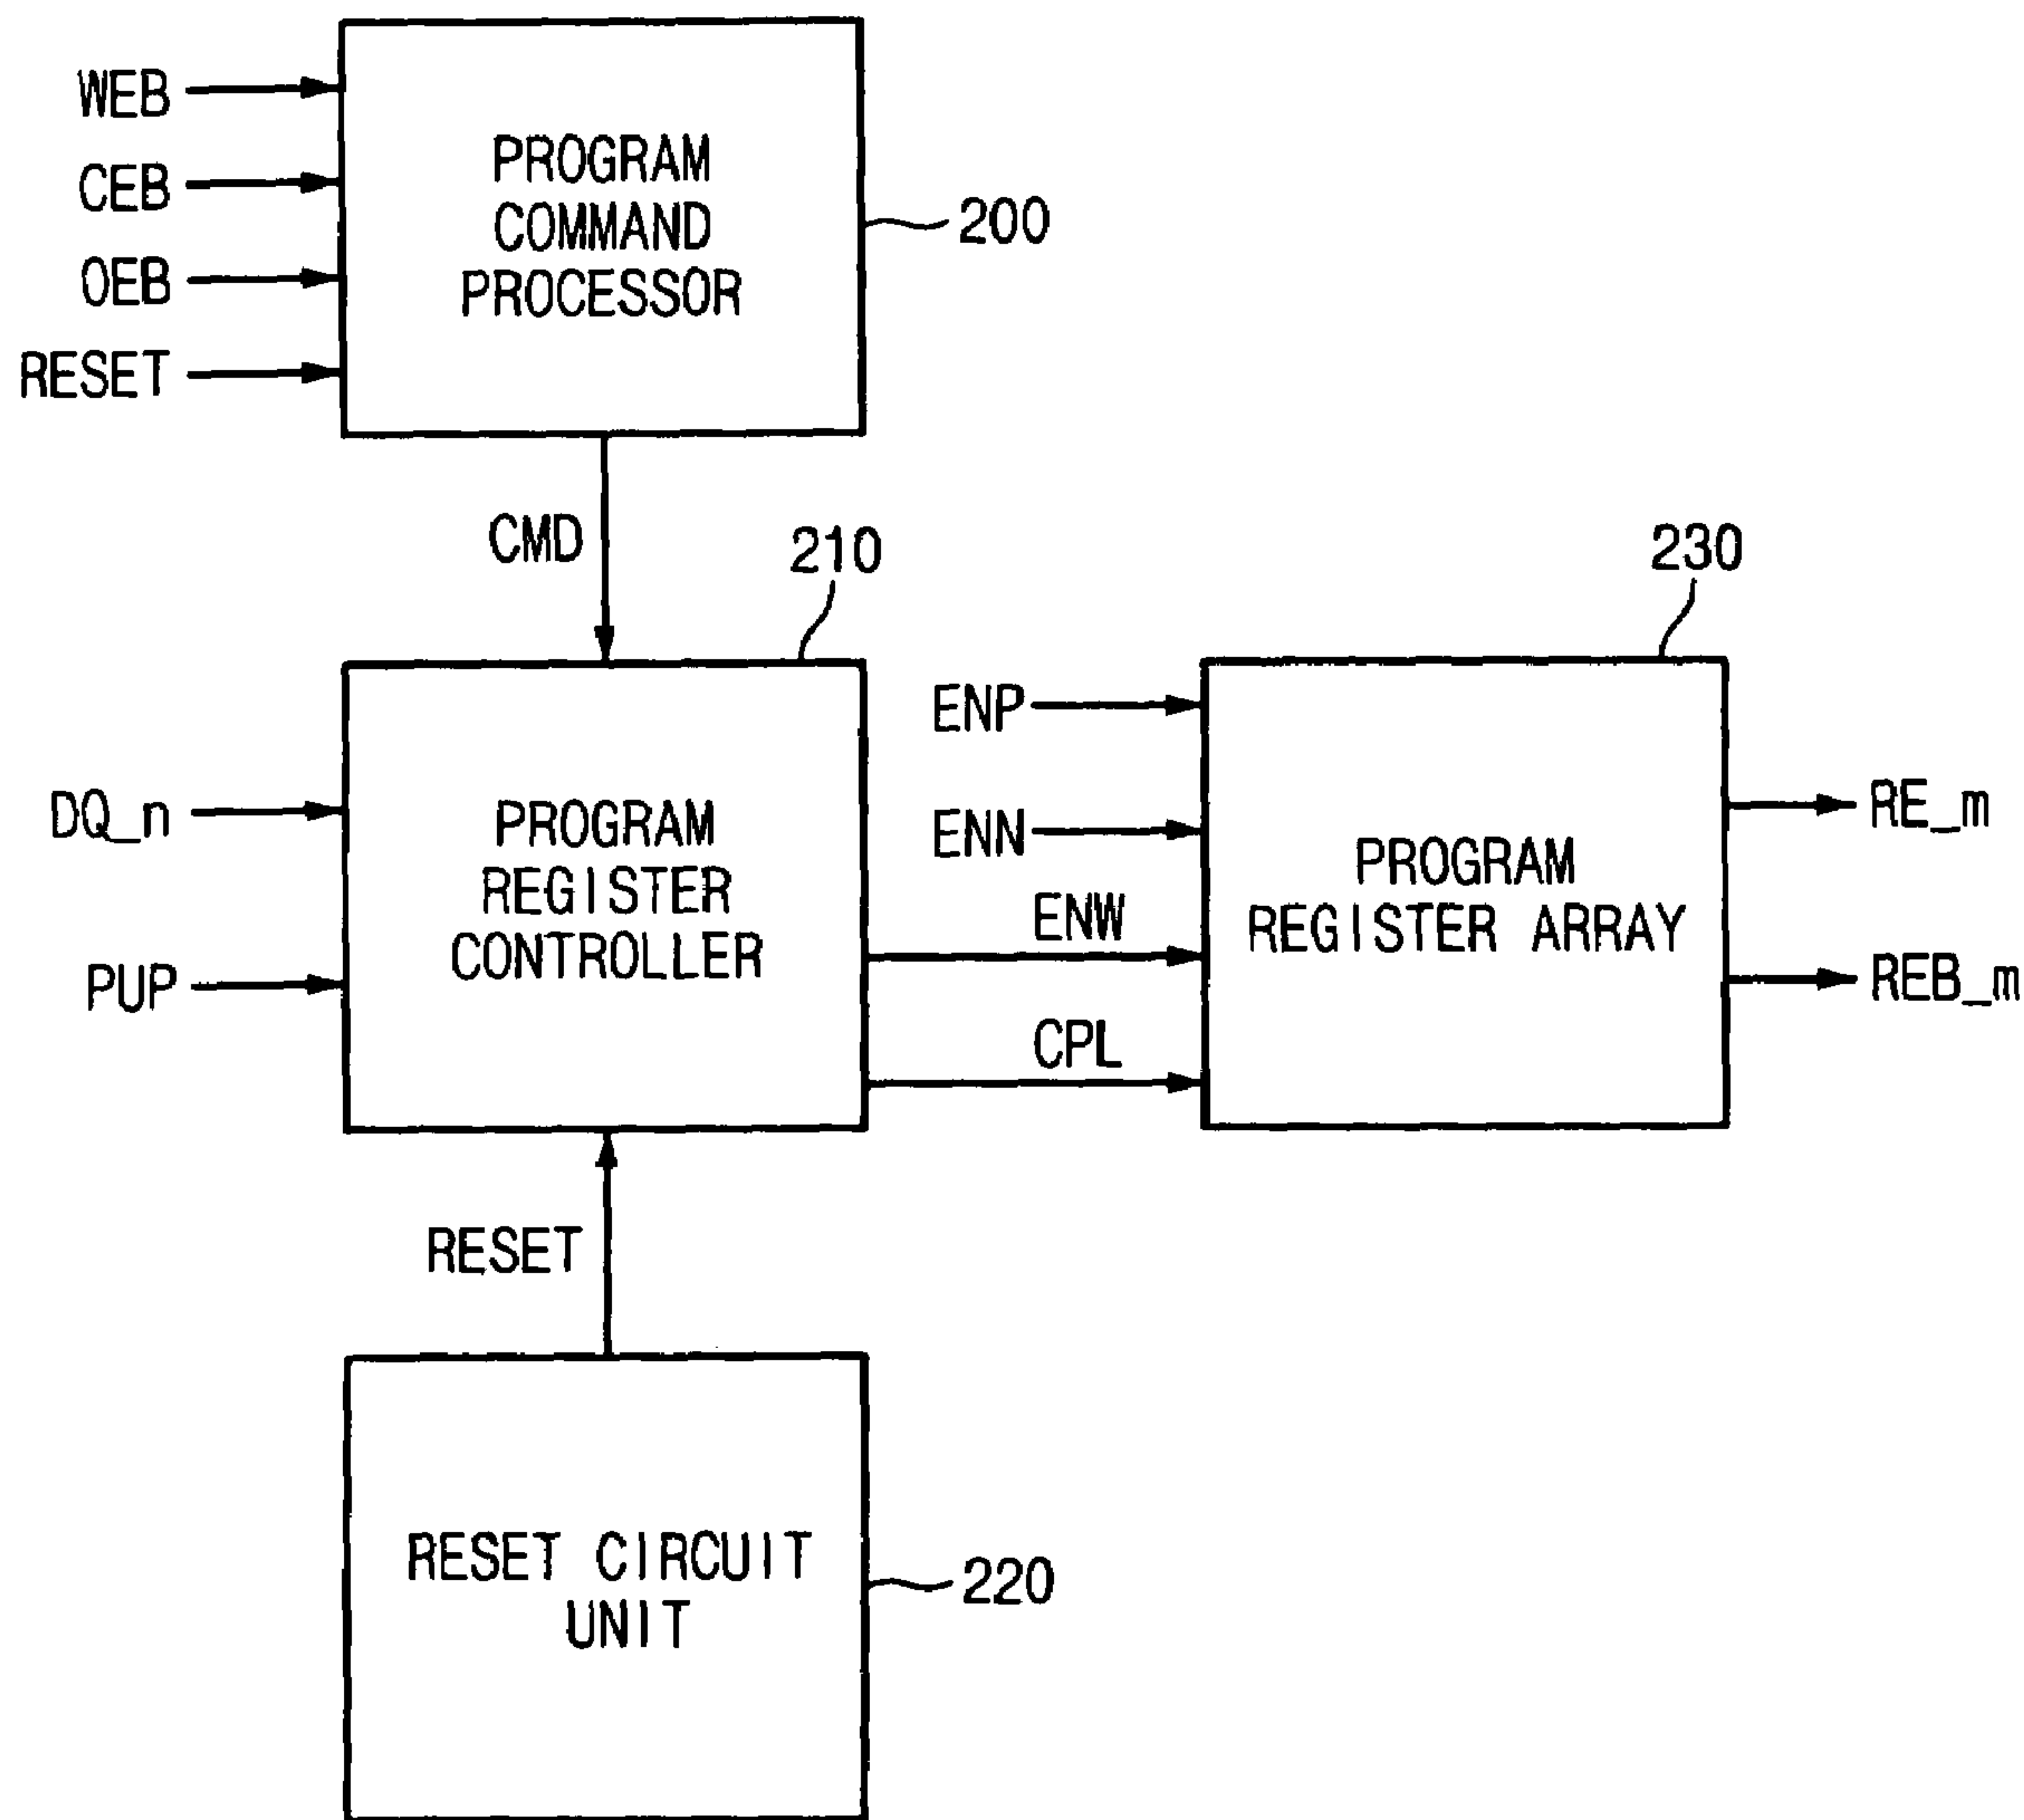 WEB
CEB
OEB
RESET
PROGRAM
COMMAND
PROCESSOR
200
CMD
210
230
DQ_n
PUP
PROGRAM
REGISTER
CONTROLLER
ENP
ENN
ENW
CPL
PROGRAM
REGISTER ARRAY
RE_m
REB_m
RESET
RESET CIRCUIT
UNIT
220